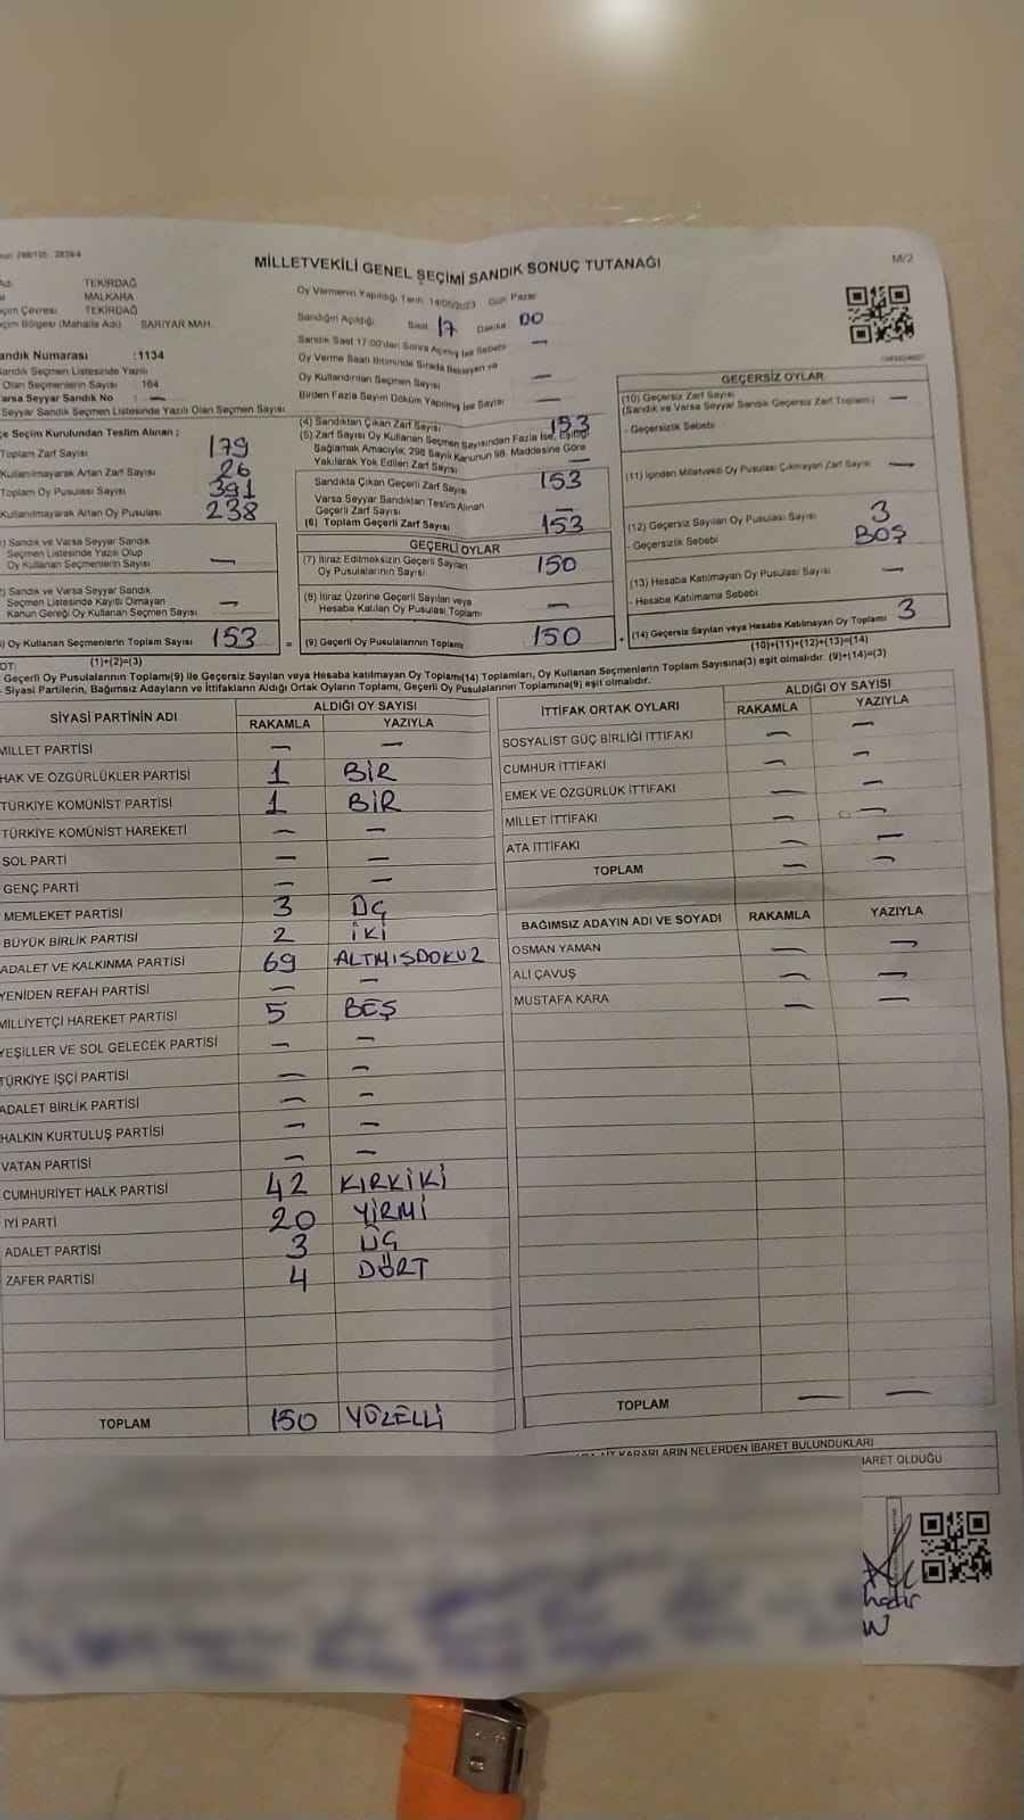 MİLLETVEKİLİ GENEL SEÇİMİ SANDIK SONUÇ TUTANAĞI
M/2
TEKİRDAĞ
MALKARA
Çevresi TEKİRDAĞ
Bölgesi (Mahalle Adı) SARIYAR MAH.
Sandık Numarası :1134
Sandık Seçmen Listesinde Yazılı
Olan Seçmenlerin Sayısı : 164
Varsa Seyyar Sandık No : —
Seyyar Sandık Seçmen Listesinde Yazılı Olan Seçmen Sayısı
Oy Vermenin Yapıldığı Tarih 14/05/2023 Gün Pazar
Sandığın Açıldığı Saat 17 Dakika 00
Sandık Saat 17:00'dan Sonra Açılmış İse Sebebi —
Oy Verme Saati Bitiminde Sırada Bekleyen ve
Oy Kullandırılan Seçmen Sayısı —
Birden Fazla Sayım Döküm Yapılmış İse Sayısı —
Seçim Kurulundan Teslim Alınan ;
Toplam Zarf Sayısı 179
Kullanılmayarak Artan Zarf Sayısı 26
Toplam Oy Pusulası Sayısı 391
Kullanılmayarak Artan Oy Pusulası 238
Sandık ve Varsa Seyyar Sandık
Seçmen Listesinde Yazılı Olup
Oy Kullanan Seçmenlerin Sayısı —
Sandık ve Varsa Seyyar Sandık
Seçmen Listesinde Kayıtlı Olmayan
Kanun Gereği Oy Kullanan Seçmen Sayısı —
Oy Kullanan Seçmenlerin Toplam Sayısı 153
(1)+(2)=(3)
(4) Sandıktan Çıkan Zarf Sayısı 153
(5) Zarf Sayısı Oy Kullanan Seçmen Sayısından Fazla İse, Eşitliği
Sağlamak Amacıyla, 298 Sayılı Kanunun 98. Maddesine Göre
Yakılarak Yok Edilen Zarf Sayısı —
Sandıkta Çıkan Geçerli Zarf Sayısı 153
Varsa Seyyar Sandıktan Teslim Alınan
Geçerli Zarf Sayısı —
(6) Toplam Geçerli Zarf Sayısı 153
GEÇERLİ OYLAR
(7) İtiraz Edilmeksizin Geçerli Sayılan
Oy Pusulalarının Sayısı 150
(8) İtiraz Üzerine Geçerli Sayılan veya
Hesaba Katılan Oy Pusulası Toplamı —
= (9) Geçerli Oy Pusulalarının Toplamı 150
GEÇERSİZ OYLAR
(10) Geçersiz Zarf Sayısı
(Sandık ve Varsa Seyyar Sandık Geçersiz Zarf Toplamı) —
- Geçersizlik Sebebi
(11) İçinden Milletvekili Oy Pusulası Çıkmayan Zarf Sayısı —
(12) Geçersiz Sayılan Oy Pusulası Sayısı 3
- Geçersizlik Sebebi BOŞ
(13) Hesaba Katılmayan Oy Pusulası Sayısı —
- Hesaba Katılmama Sebebi
+ (14) Geçersiz Sayılan veya Hesaba Katılmayan Oy Toplamı 3
(10)+(11)+(12)+(13)=(14)
Geçerli Oy Pusulalarının Toplamı(9) ile Geçersiz Sayılan veya Hesaba katılmayan Oy Toplamı(14) Toplamları, Oy Kullanan Seçmenlerin Toplam Sayısına(3) eşit olmalıdır. (9)+(14)=(3)
- Siyasi Partilerin, Bağımsız Adayların ve İttifakların Aldığı Ortak Oyların Toplamı, Geçerli Oy Pusulalarının Toplamına(9) eşit olmalıdır.
SİYASİ PARTİNİN ADI ALDIĞI OY SAYISI
RAKAMLA YAZIYLA
MİLLET PARTİSİ — —
HAK VE ÖZGÜRLÜKLER PARTİSİ 1 BİR
TÜRKİYE KOMÜNİST PARTİSİ 1 BİR
TÜRKİYE KOMÜNİST HAREKETİ — —
SOL PARTİ — —
GENÇ PARTİ — —
MEMLEKET PARTİSİ 3 ÜÇ
BÜYÜK BİRLİK PARTİSİ 2 İKİ
ADALET VE KALKINMA PARTİSİ 69 ALTMISDOKUZ
YENİDEN REFAH PARTİSİ — —
MİLLİYETÇİ HAREKET PARTİSİ 5 BEŞ
YEŞİLLER VE SOL GELECEK PARTİSİ — —
TÜRKİYE İŞÇİ PARTİSİ — —
ADALET BİRLİK PARTİSİ — —
HALKIN KURTULUŞ PARTİSİ — —
VATAN PARTİSİ — —
CUMHURİYET HALK PARTİSİ 42 KIRKİKİ
İYİ PARTİ 20 YİRMİ
ADALET PARTİSİ 3 ÜÇ
ZAFER PARTİSİ 4 DÖRT
TOPLAM 150 YÜZELLİ
İTTİFAK ORTAK OYLARI ALDIĞI OY SAYISI
RAKAMLA YAZIYLA
SOSYALİST GÜÇ BİRLİĞİ İTTİFAKI — —
CUMHUR İTTİFAKI — —
EMEK VE ÖZGÜRLÜK İTTİFAKI — —
MİLLET İTTİFAKI — —
ATA İTTİFAKI — —
TOPLAM — —
BAĞIMSIZ ADAYIN ADI VE SOYADI RAKAMLA YAZIYLA
OSMAN YAMAN — —
ALİ ÇAVUŞ — —
MUSTAFA KARA — —
TOPLAM — —
KARARLARIN NELERDEN İBARET BULUNDUKLARI
İBARET OLDUĞU